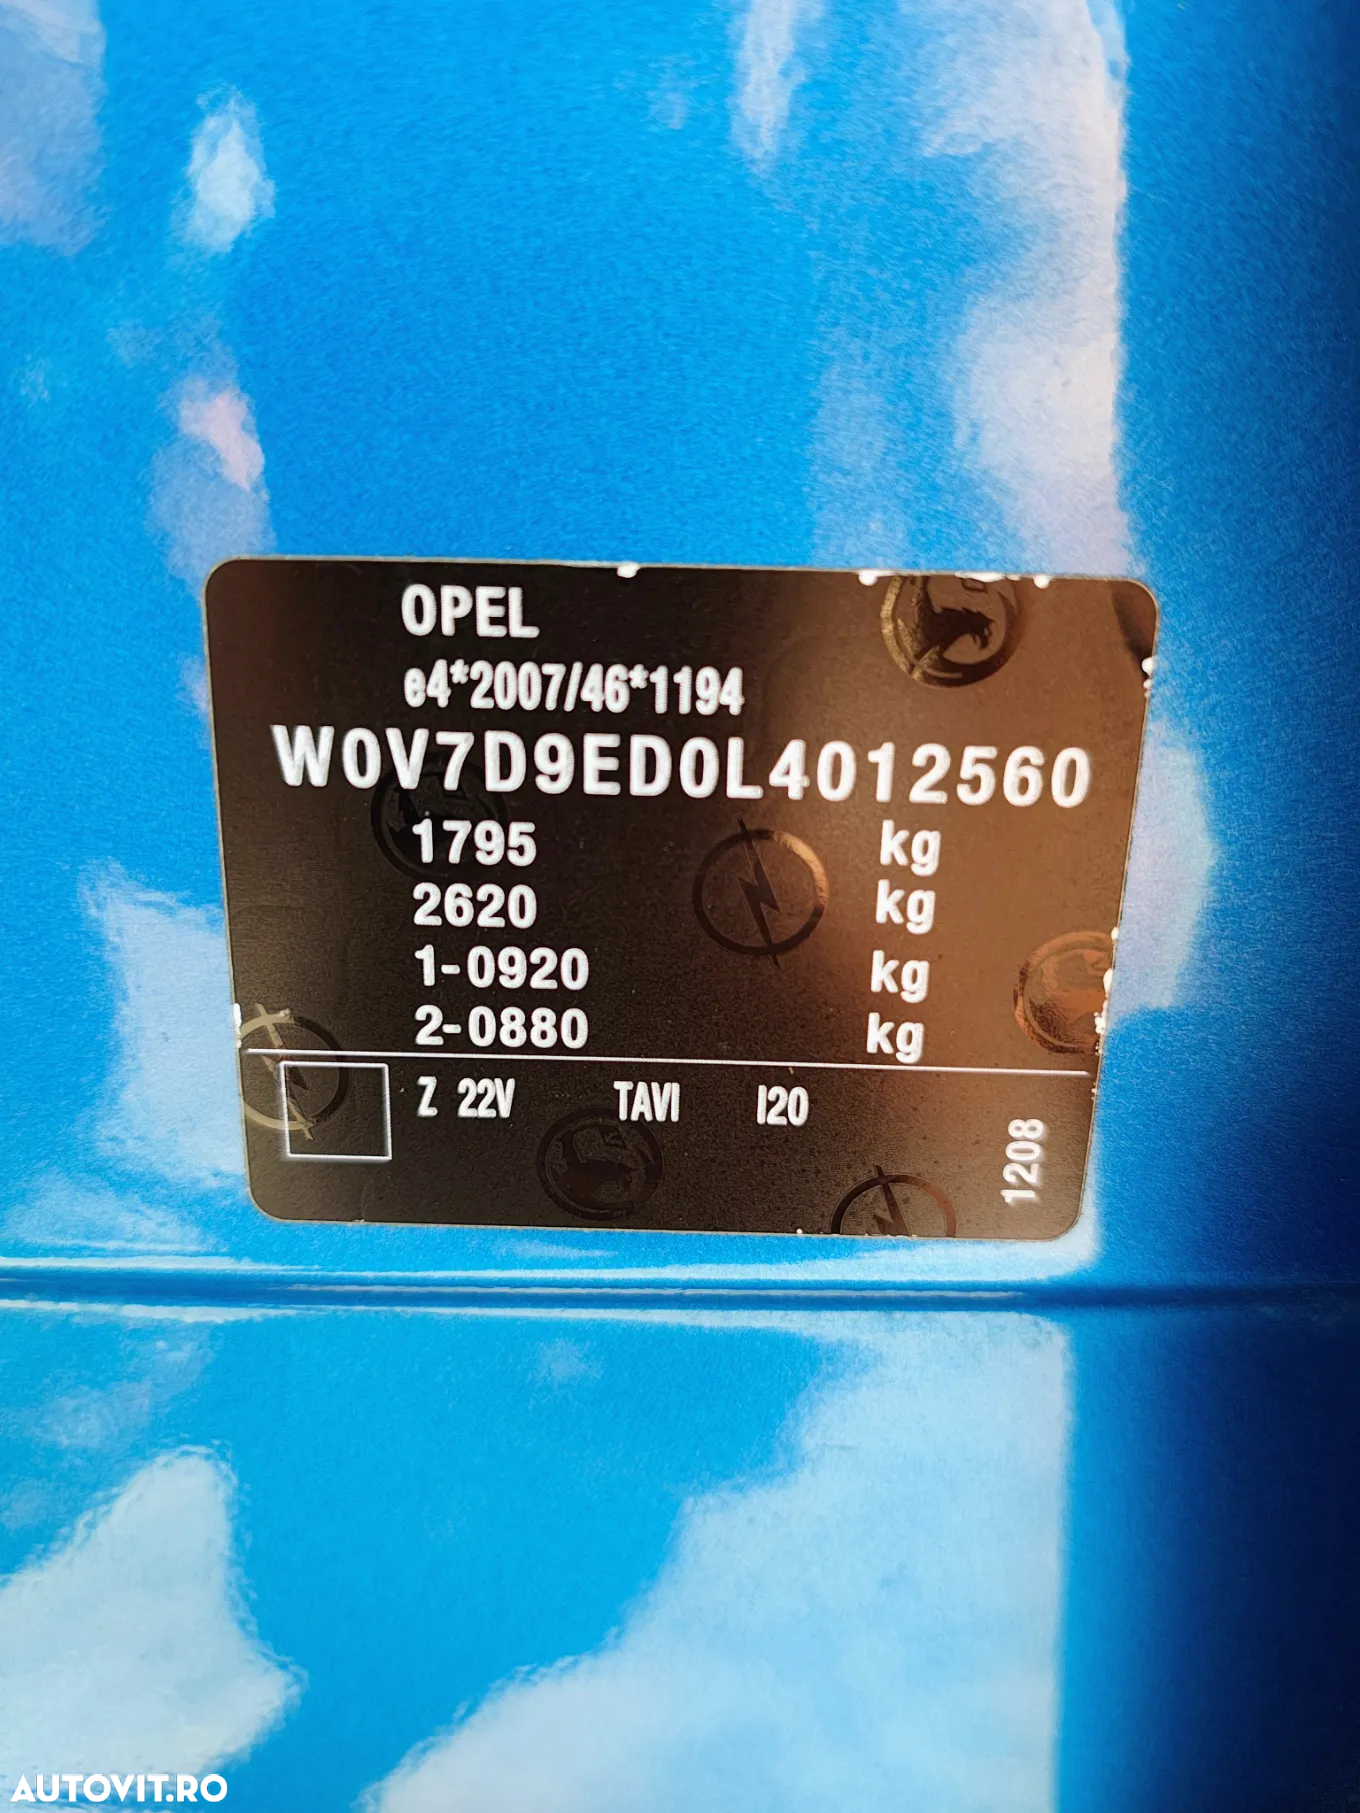 OPEL
e4*2007/46*1194
W0V7D9ED0L4012560
1795 kg
2620 kg
1-0920 kg
2-0880 kg
Z 22V TAVI I20
1208
AUTOVIT.RO